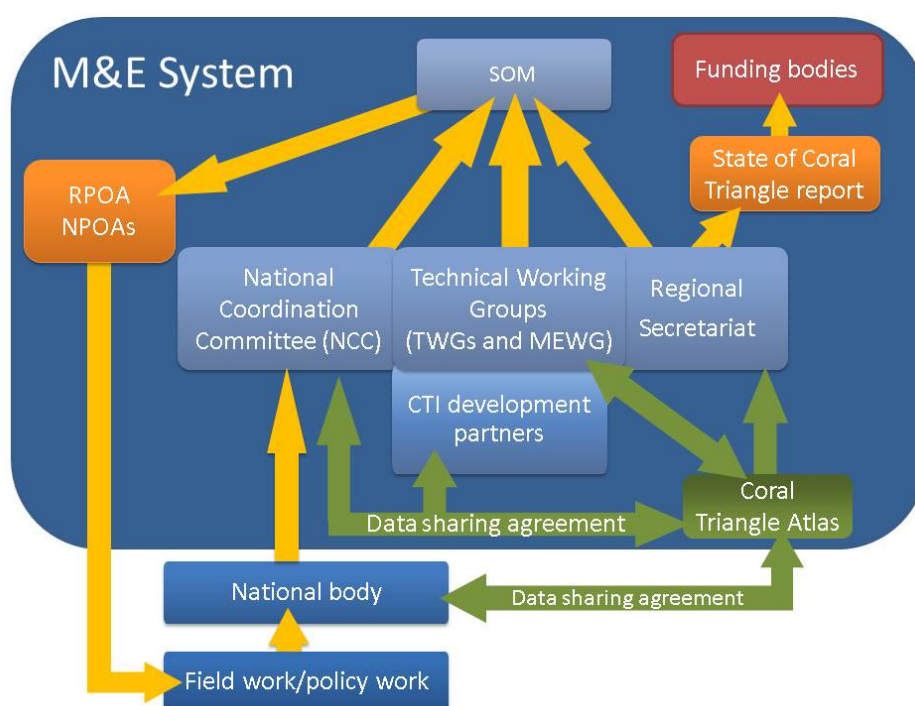 M&E System
SOM
Funding bodies
State of Coral
Triangle report
RPOA
NPOAs
National
Coordination
Committee (NCC)
Technical Working
Groups
(TWGs and MEWG)
Regional
Secretariat
CTI development
partners
Coral
Triangle Atlas
Data sharing agreement
National body
Data sharing agreement
Field work/policy work